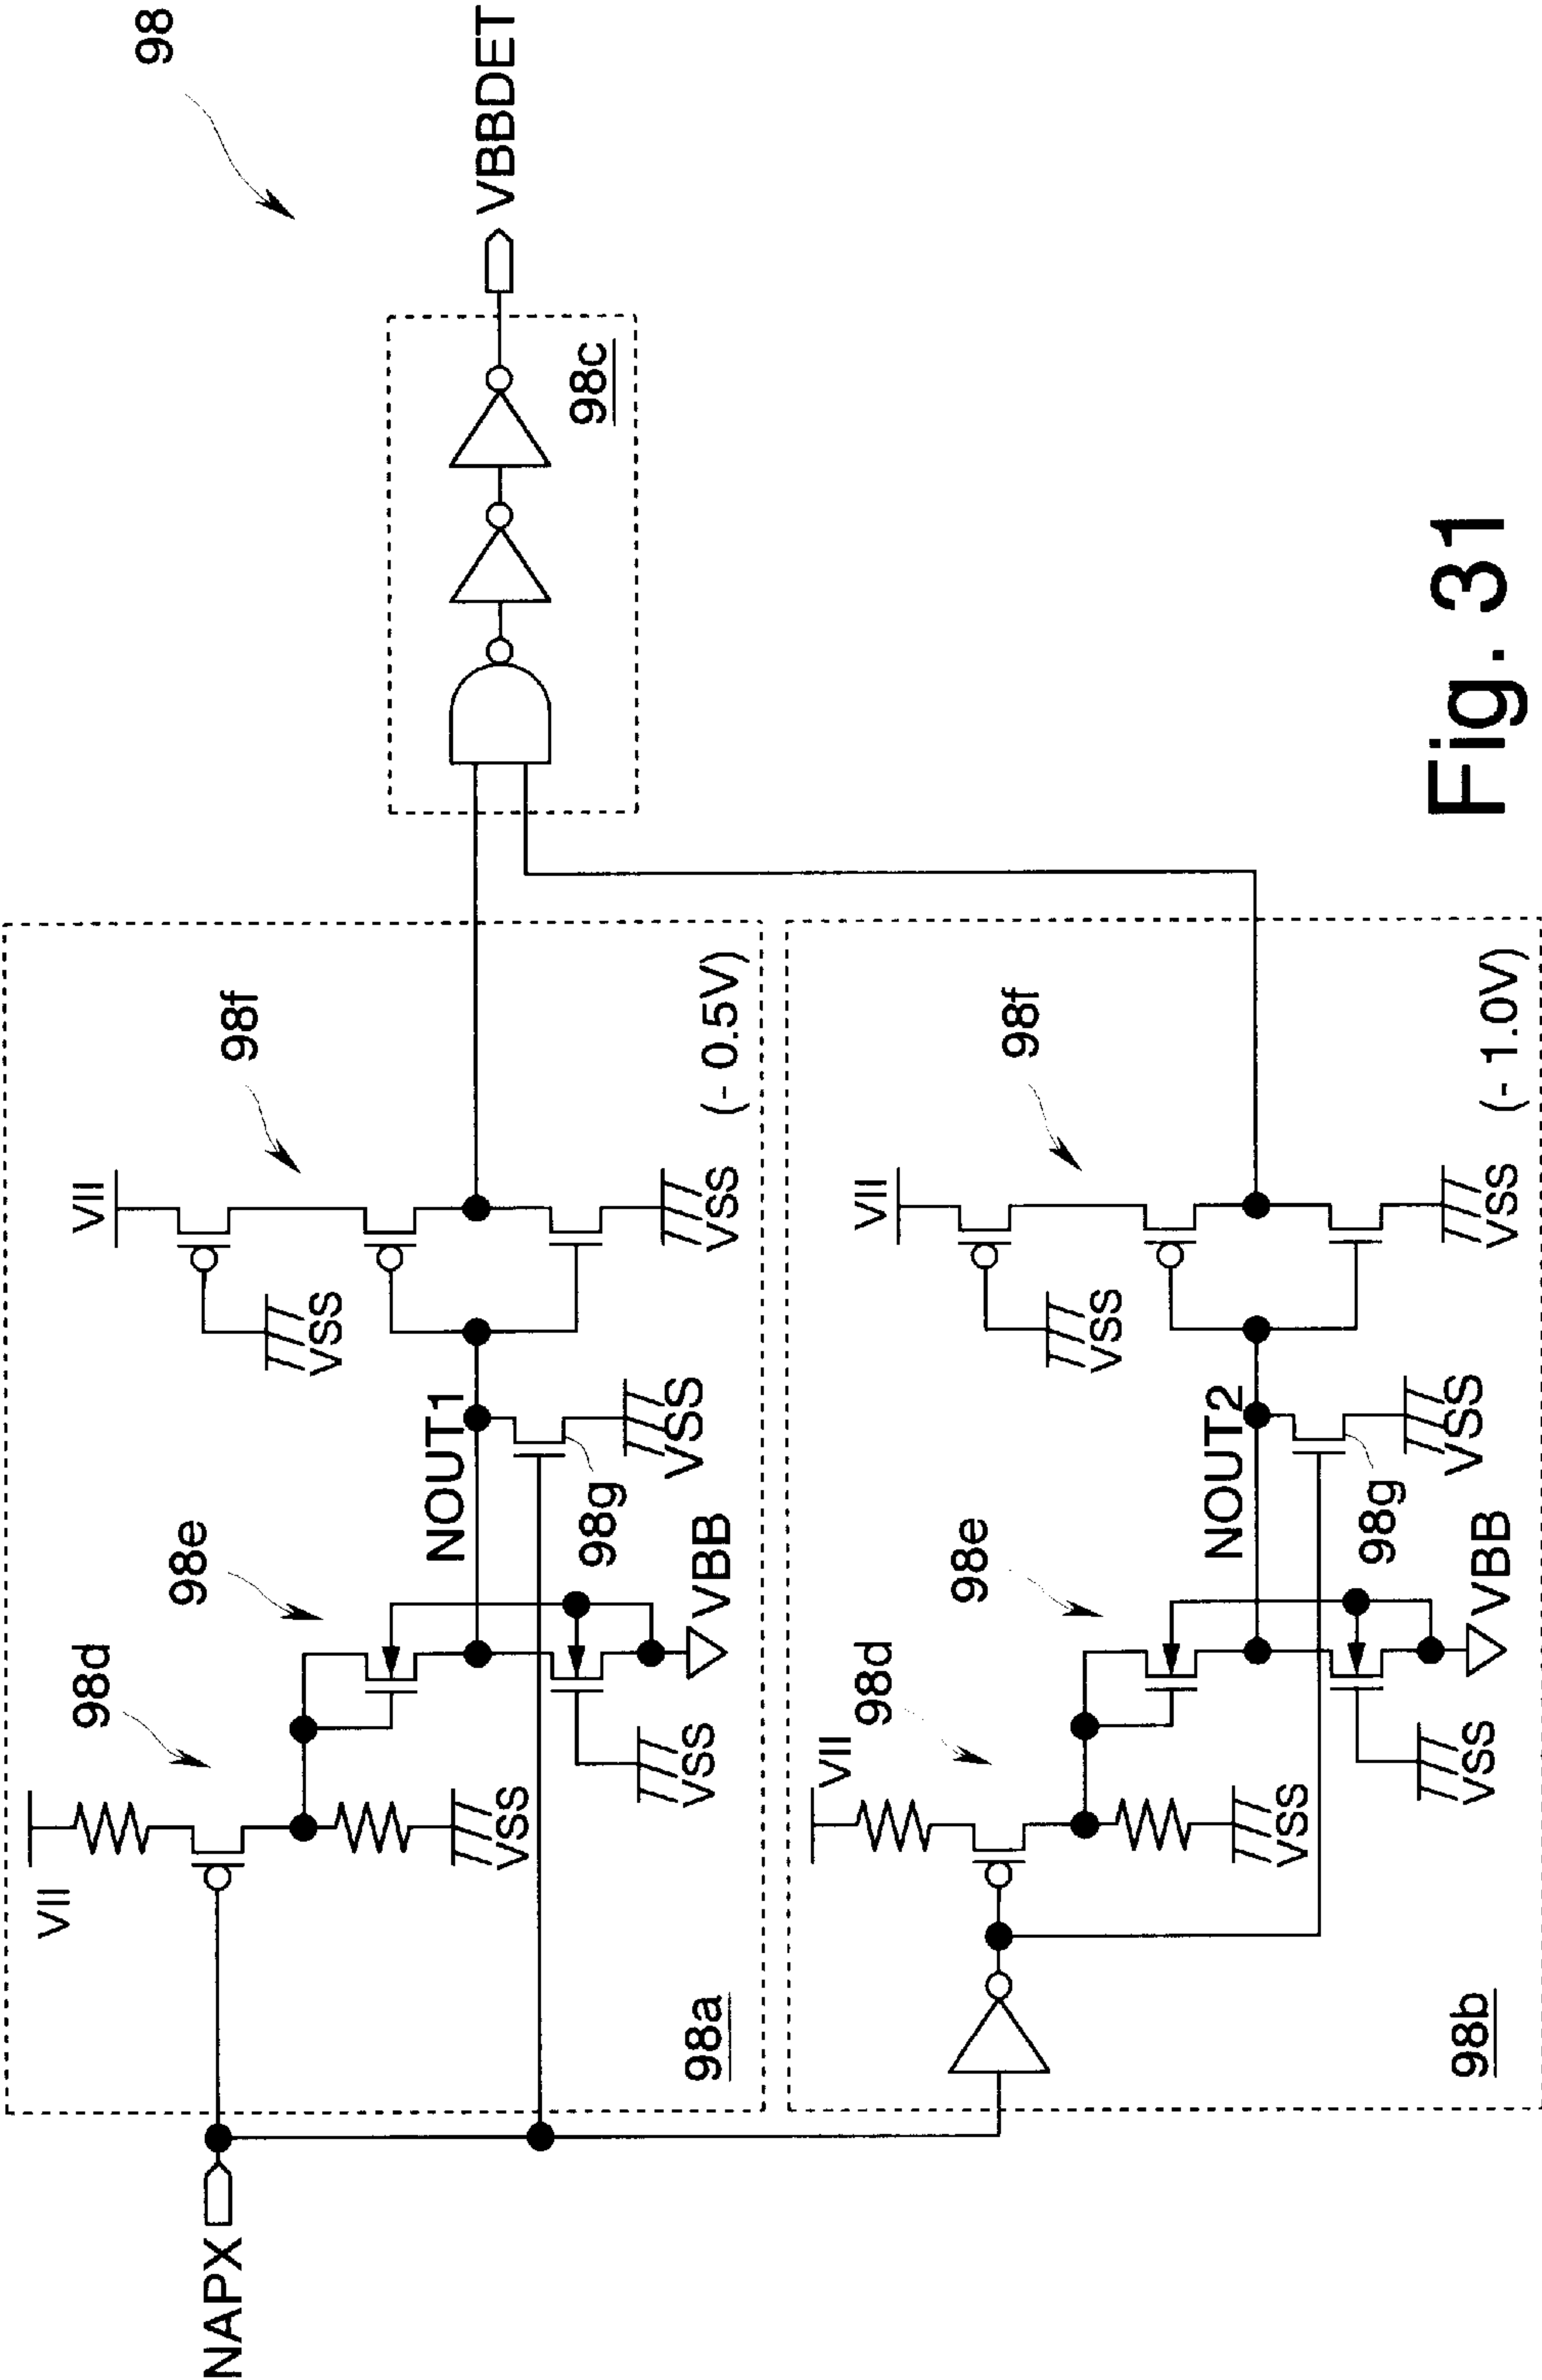 98
NAPX
VBBDET
98a
VII
98d
VSS
98e
VSS
VBB
NOUT1
98g
VSS
VSS
VII
98f
VSS
(- 0.5V)
98c
98b
VII
98d
VSS
98e
VSS
VBB
NOUT2
98g
VSS
VSS
VII
98f
VSS
(- 1.0V)
Fig. 31